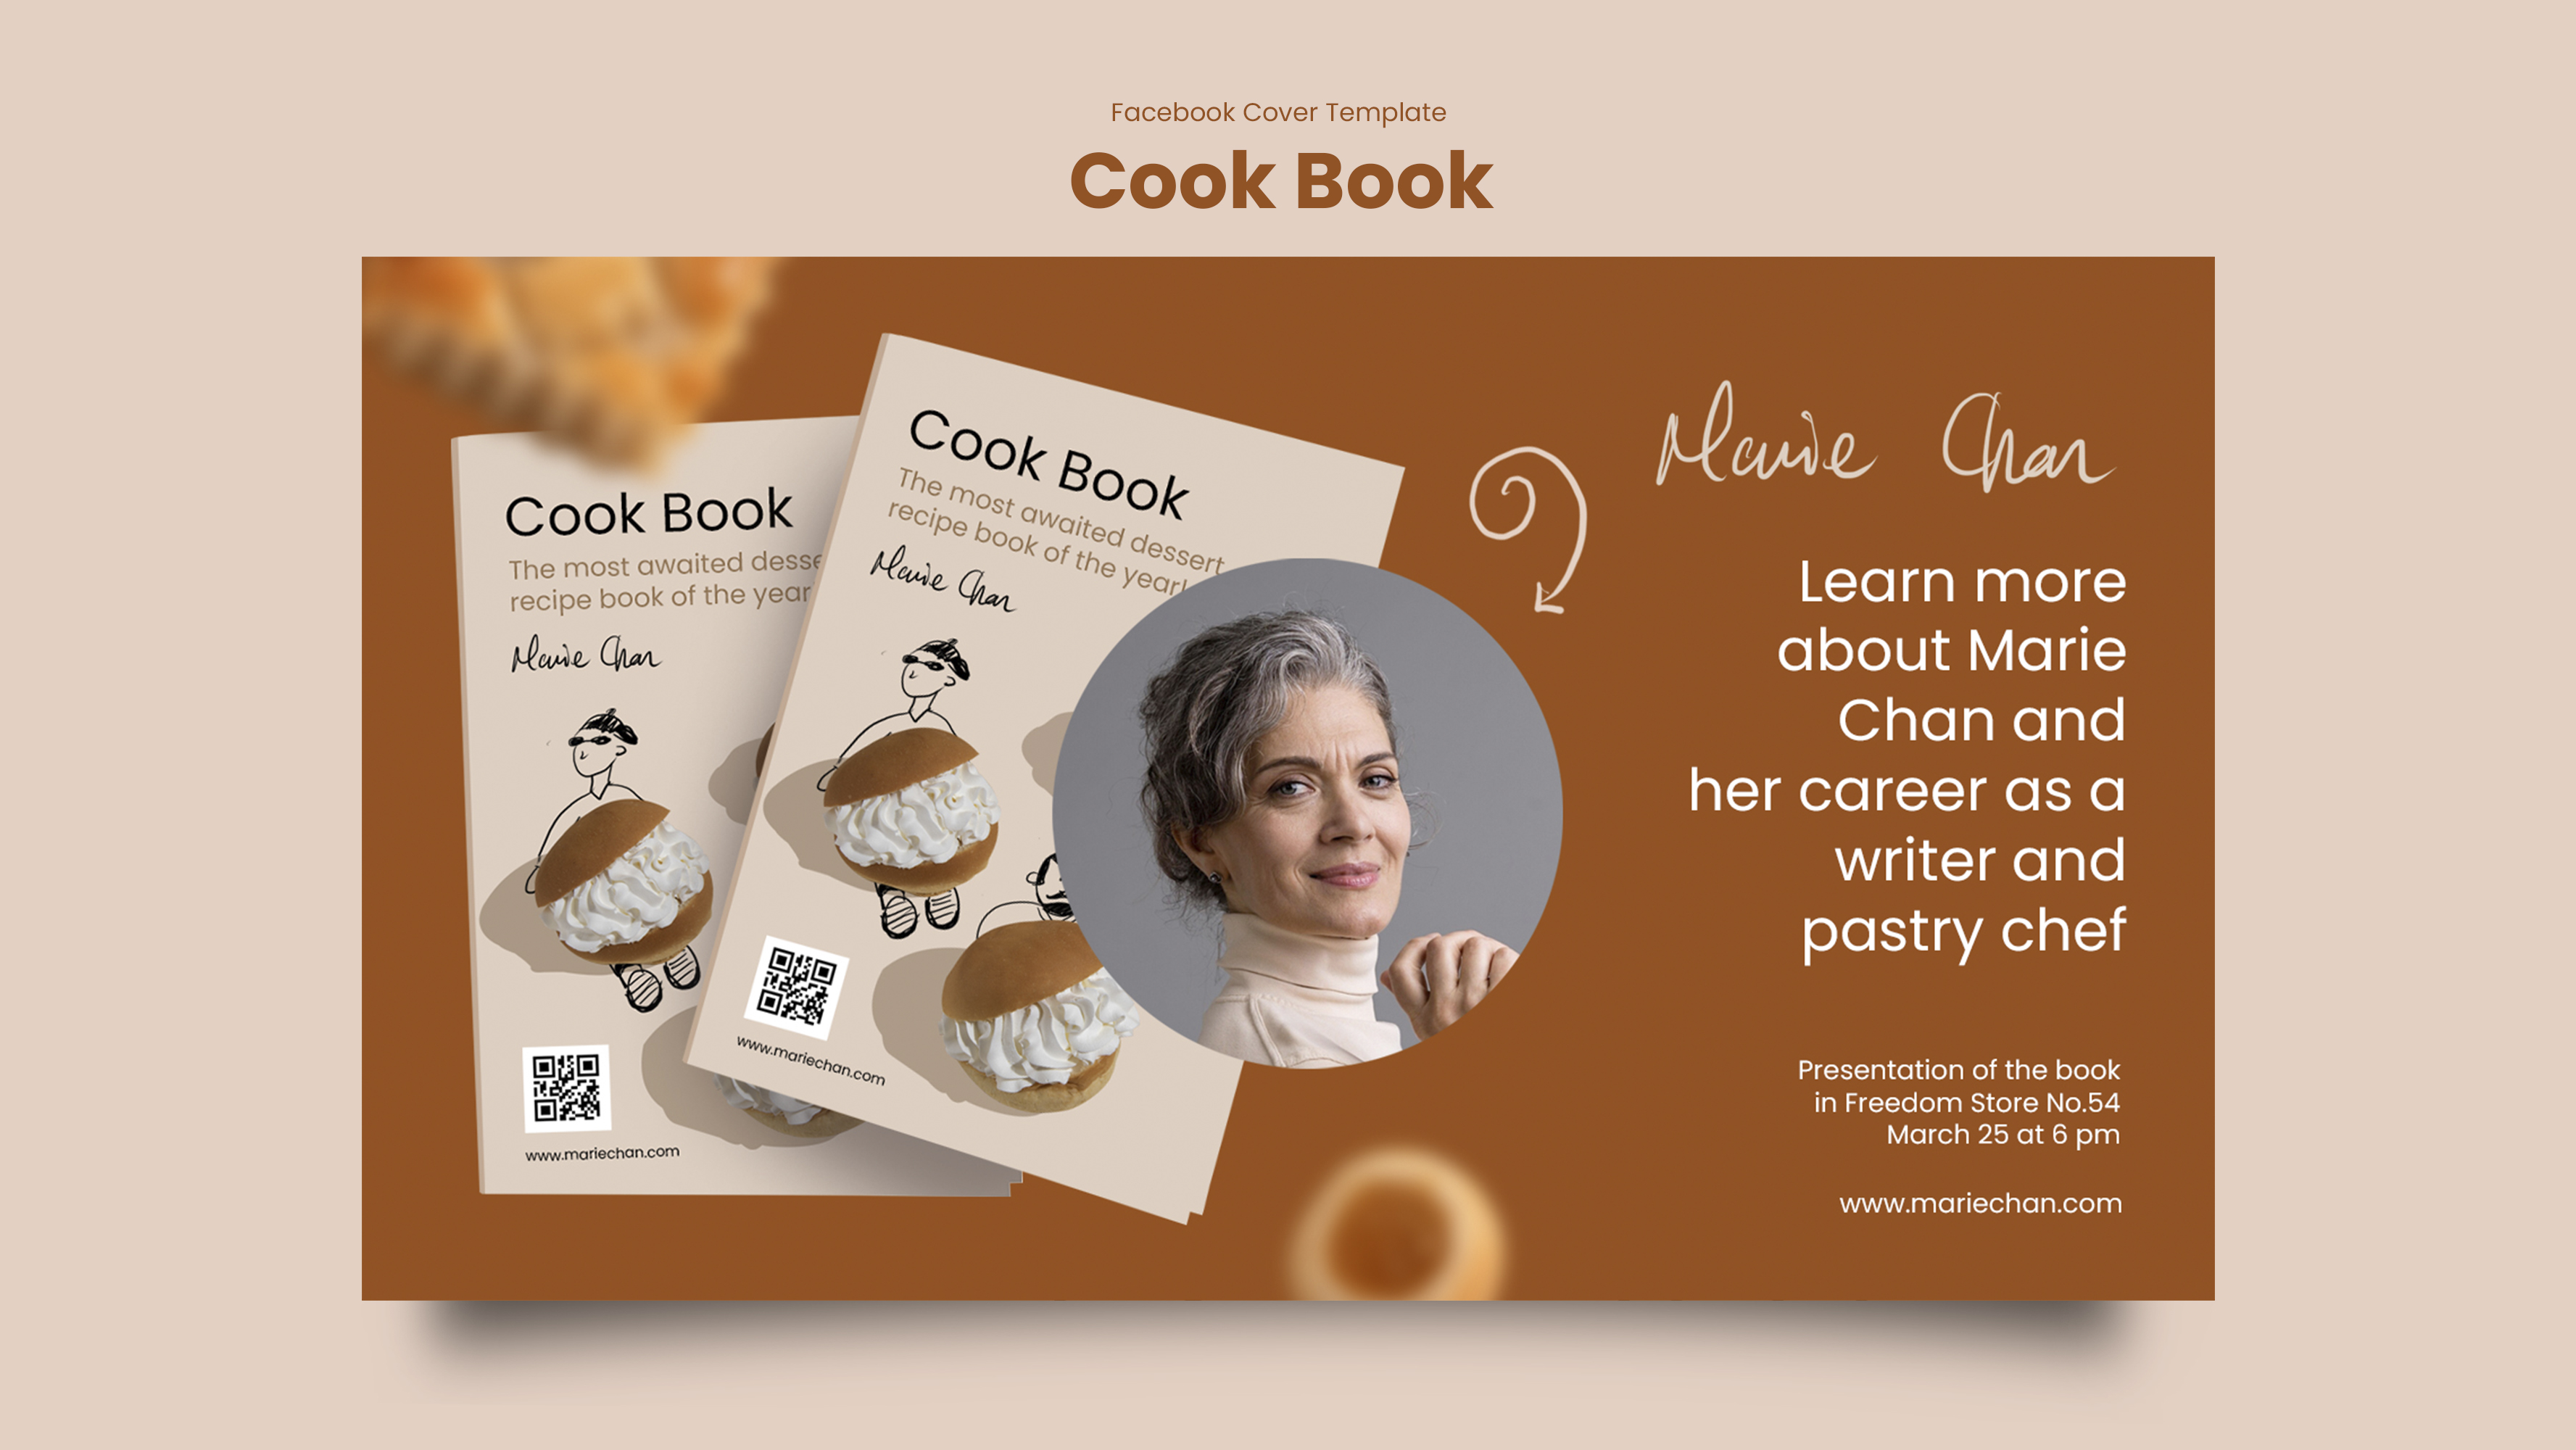 Facebook Cover Template
Cook Book
Cook Book
The most awaited desse
recipe book of the year
Marie Chan
www.mariechan.com
Cook Book
The most awaited dessert
recipe book of the year!
Marie Chan
www.mariechan.com
Marie Chan
Learn more
about Marie
Chan and
her career as a
writer and
pastry chef
Presentation of the book
in Freedom Store No.54
March 25 at 6 pm
www.mariechan.com